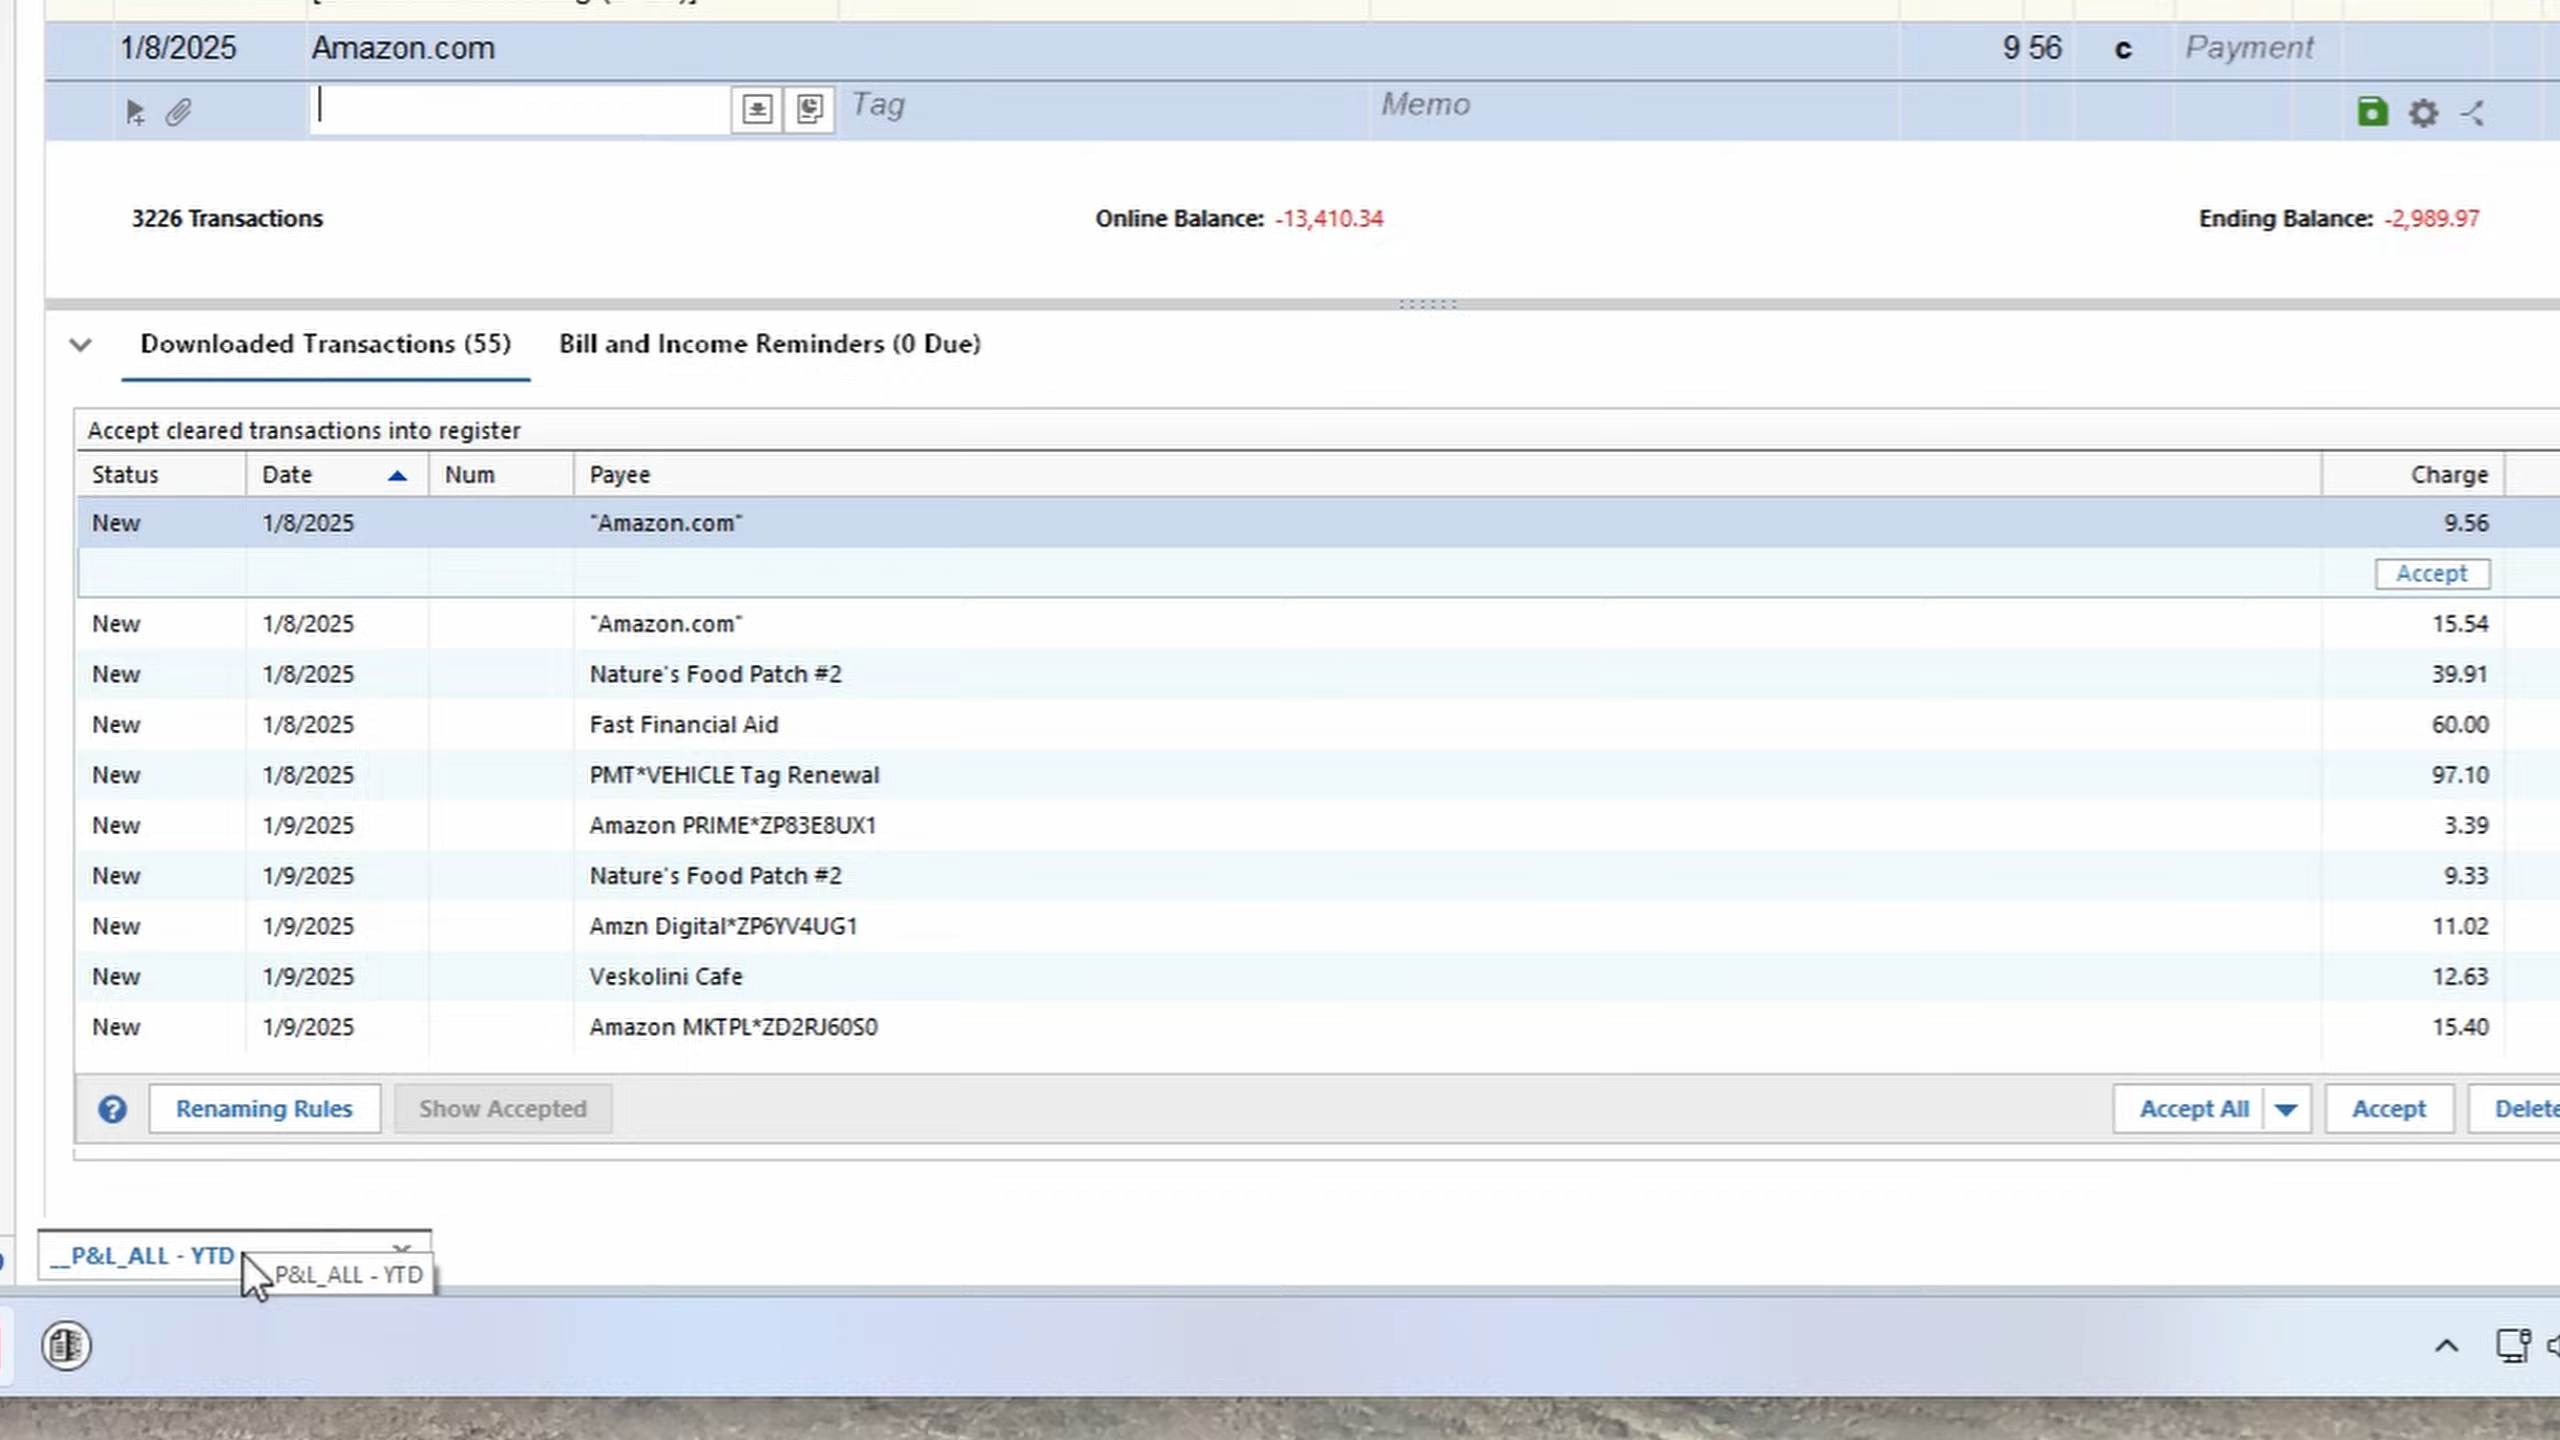 1/8/2025 Amazon.com 9 56 c Payment
Tag Memo
3226 Transactions Online Balance: -13,410.34 Ending Balance: -2,989.97
Downloaded Transactions (55) Bill and Income Reminders (0 Due)
Accept cleared transactions into register
Status Date Num Payee Charge
New 1/8/2025 "Amazon.com" 9.56
Accept
New 1/8/2025 "Amazon.com" 15.54
New 1/8/2025 Nature's Food Patch #2 39.91
New 1/8/2025 Fast Financial Aid 60.00
New 1/8/2025 PMT*VEHICLE Tag Renewal 97.10
New 1/9/2025 Amazon PRIME*ZP83E8UX1 3.39
New 1/9/2025 Nature's Food Patch #2 9.33
New 1/9/2025 Amzn Digital*ZP6YV4UG1 11.02
New 1/9/2025 Veskolini Cafe 12.63
New 1/9/2025 Amazon MKTPL*ZD2RJ60S0 15.40
? Renaming Rules Show Accepted Accept All Accept Delete
__P&L_ALL - YTD
P&L_ALL - YTD